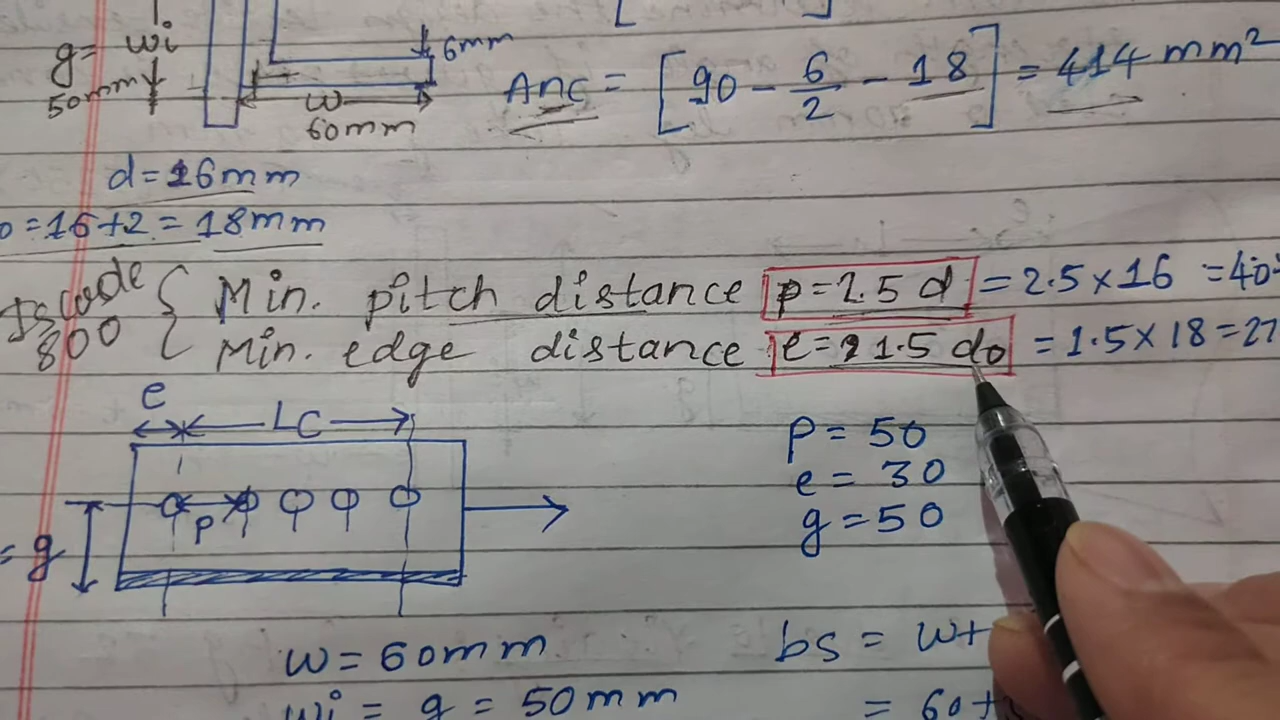 g = wi
50mm
6mm
w
60mm
Anc = [90 - 6/2 - 18] = 414 mm²
d = 16mm
o = 16+2 = 18mm
Is code
800
Min. pitch distance p = 2.5 d = 2.5 × 16 = 40
Min. edge distance e = 1.5 do = 1.5 × 18 = 27
e
Lc
p
= g
P = 50
e = 30
g = 50
w = 60mm
bs = w+
wi = g = 50mm
= 60+